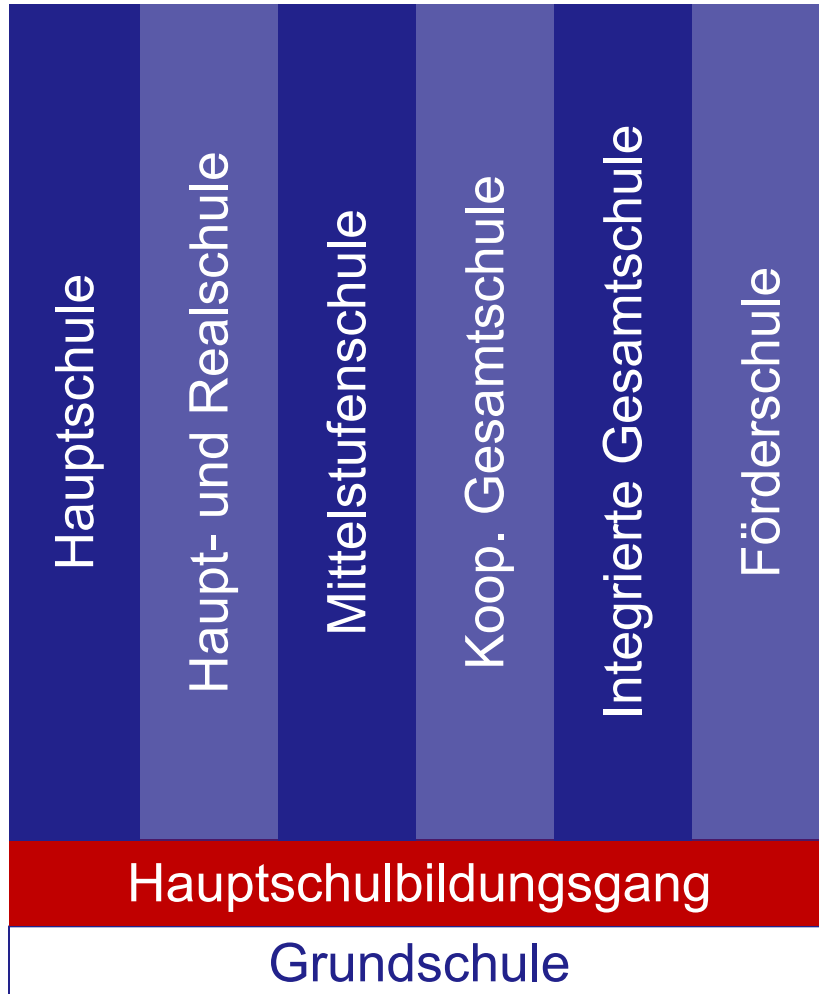 Hauptschule
Haupt- und Realschule
Mittelstufenschule
Koop. Gesamtschule
Integrierte Gesamtschule
Förderschule
Hauptschulbildungsgang
Grundschule